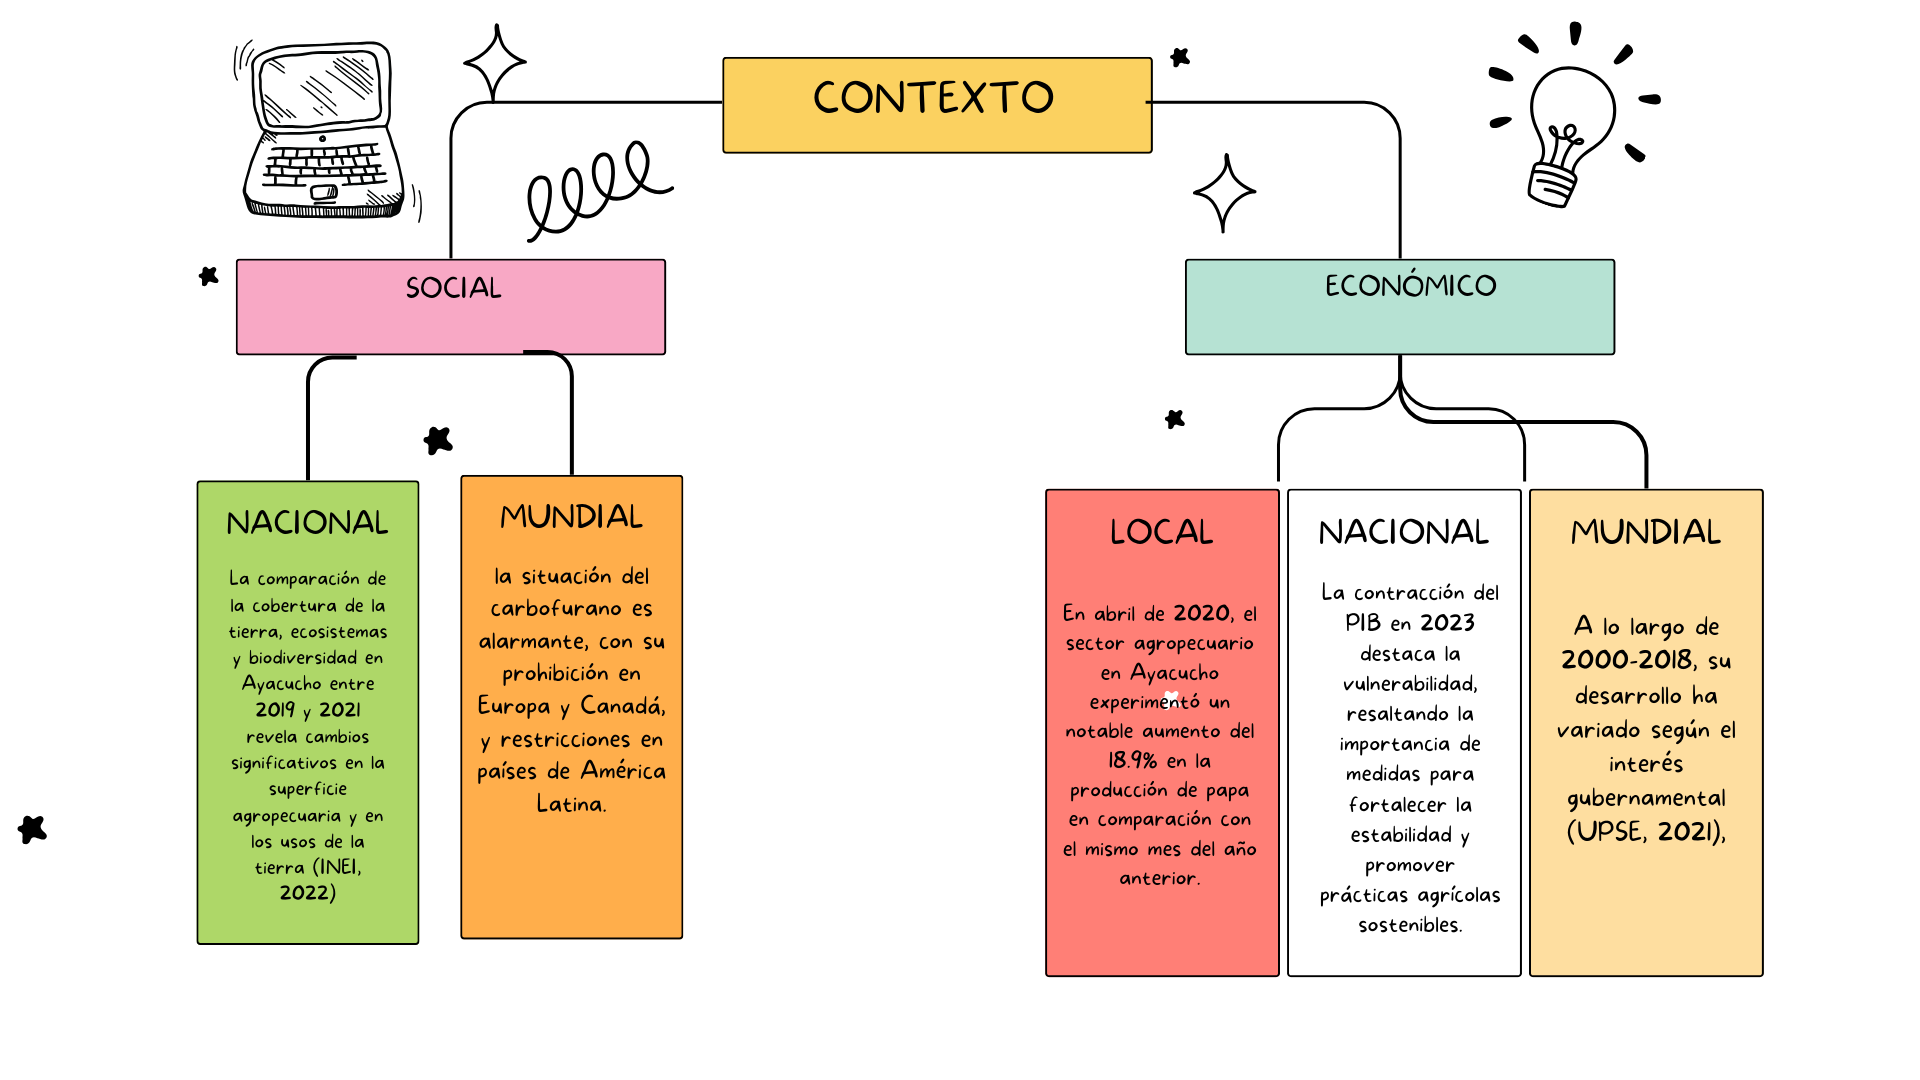 CONTEXTO
SOCIAL
ECONÓMICO
NACIONAL
La comparación de
la cobertura de la
tierra, ecosistemas
y biodiversidad en
Ayacucho entre
2019 y 2021
revela cambios
significativos en la
superficie
agropecuaria y en
los usos de la
tierra (INEI,
2022)
MUNDIAL
la situación del
carbofurano es
alarmante, con su
prohibición en
Europa y Canadá,
y restricciones en
países de América
Latina.
LOCAL
En abril de 2020, el
sector agropecuario
en Ayacucho
experimentó un
notable aumento del
18.9% en la
producción de papa
en comparación con
el mismo mes del año
anterior.
NACIONAL
La contracción del
PIB en 2023
destaca la
vulnerabilidad,
resaltando la
importancia de
medidas para
fortalecer la
estabilidad y
promover
prácticas agrícolas
sostenibles.
MUNDIAL
A lo largo de
2000-2018, su
desarrollo ha
variado según el
interés
gubernamental
(UPSE, 2021),